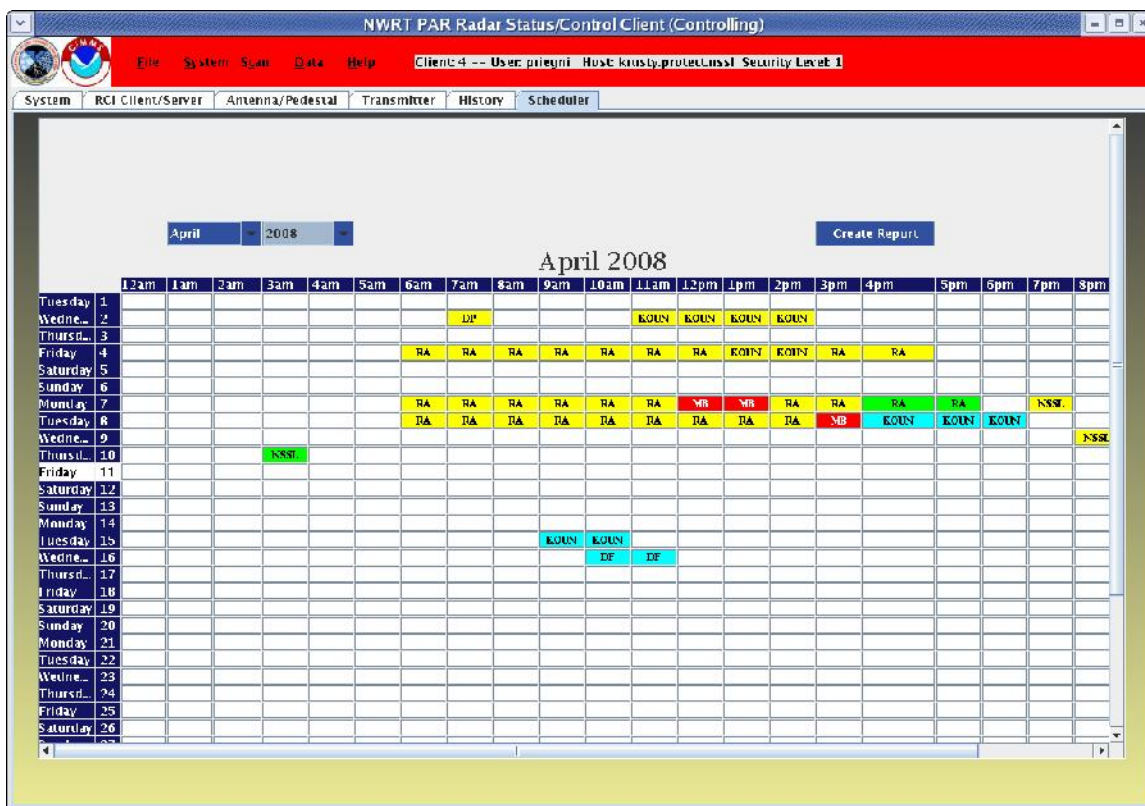 NWRT PAR Radar Status/Control Client (Controlling)
CIMMS
File System Scan Data Help Client: 4 -- User: priegni Host: krusty.protect.nssl Security Level: 1
System RCI Client/Server Antenna/Pedestal Transmitter History Scheduler
April 2008 Create Report
April 2008
12am 1am 2am 3am 4am 5am 6am 7am 8am 9am 10am 11am 12pm 1pm 2pm 3pm 4pm 5pm 6pm 7pm 8pm
Tuesday 1
Wedne... 2 KOUN KOUN KOUN KOUN
Thursd... 3
Friday 4 RA RA RA RA RA RA RA KOUN KOUN RA RA
Saturday 5
Sunday 6
Monday 7 RA RA RA RA RA RA MB MB RA RA RA RA NSSL
Tuesday 8 RA RA RA RA RA RA RA RA RA MB KOUN KOUN KOUN
Wedne... 9 NSSL
Thursd... 10 NSSL
Friday 11
Saturday 12
Sunday 13
Monday 14
Tuesday 15 KOUN KOUN
Wedne... 16 DF DF
Thursd... 17
Friday 18
Saturday 19
Sunday 20
Monday 21
Tuesday 22
Wedne... 23
Thursd... 24
Friday 25
Saturday 26